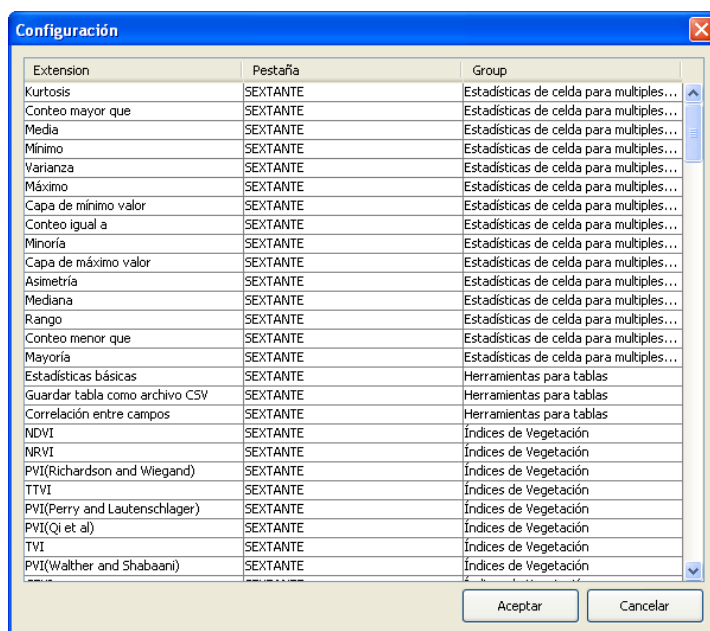 Configuración
Extension Pestaña Group
Kurtosis SEXTANTE Estadísticas de celda para multiples...
Conteo mayor que SEXTANTE Estadísticas de celda para multiples...
Media SEXTANTE Estadísticas de celda para multiples...
Mínimo SEXTANTE Estadísticas de celda para multiples...
Varianza SEXTANTE Estadísticas de celda para multiples...
Máximo SEXTANTE Estadísticas de celda para multiples...
Capa de mínimo valor SEXTANTE Estadísticas de celda para multiples...
Conteo igual a SEXTANTE Estadísticas de celda para multiples...
Minoría SEXTANTE Estadísticas de celda para multiples...
Capa de máximo valor SEXTANTE Estadísticas de celda para multiples...
Asimetría SEXTANTE Estadísticas de celda para multiples...
Mediana SEXTANTE Estadísticas de celda para multiples...
Rango SEXTANTE Estadísticas de celda para multiples...
Conteo menor que SEXTANTE Estadísticas de celda para multiples...
Mayoría SEXTANTE Estadísticas de celda para multiples...
Estadísticas básicas SEXTANTE Herramientas para tablas
Guardar tabla como archivo CSV SEXTANTE Herramientas para tablas
Correlación entre campos SEXTANTE Herramientas para tablas
NDVI SEXTANTE Índices de Vegetación
NRVI SEXTANTE Índices de Vegetación
PVI(Richardson and Wiegand) SEXTANTE Índices de Vegetación
TTVI SEXTANTE Índices de Vegetación
PVI(Perry and Lautenschlager) SEXTANTE Índices de Vegetación
PVI(Qi et al) SEXTANTE Índices de Vegetación
TVI SEXTANTE Índices de Vegetación
PVI(Walther and Shabaani) SEXTANTE Índices de Vegetación
Aceptar Cancelar